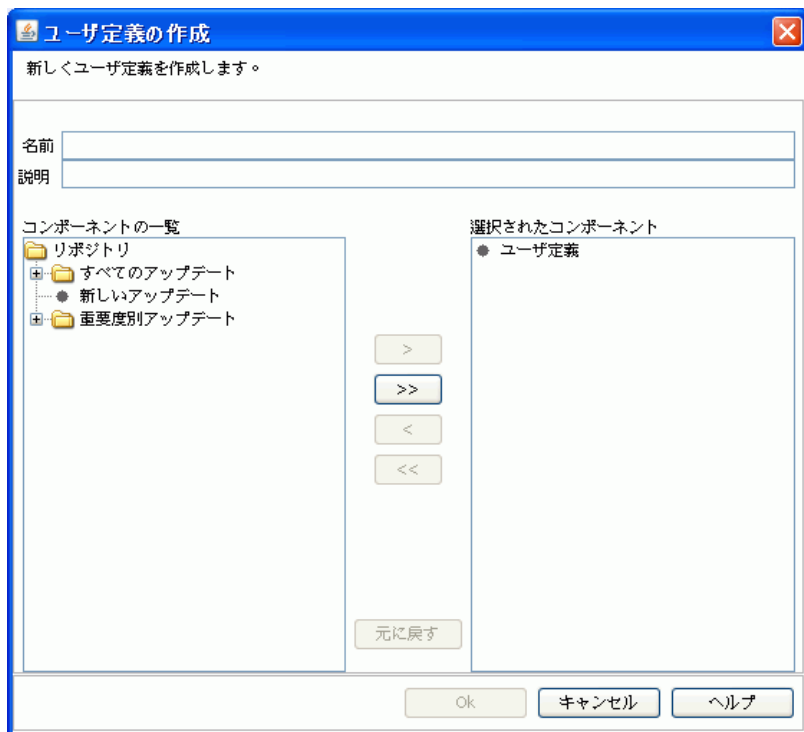 ユーザ定義の作成
新しくユーザ定義を作成します。
名前
説明
コンポーネントの一覧
リポジトリ
すべてのアップデート
新しいアップデート
重要度別アップデート
>
>>
<
<<
元に戻す
選択されたコンポーネント
ユーザ定義
Ok
キャンセル
ヘルプ